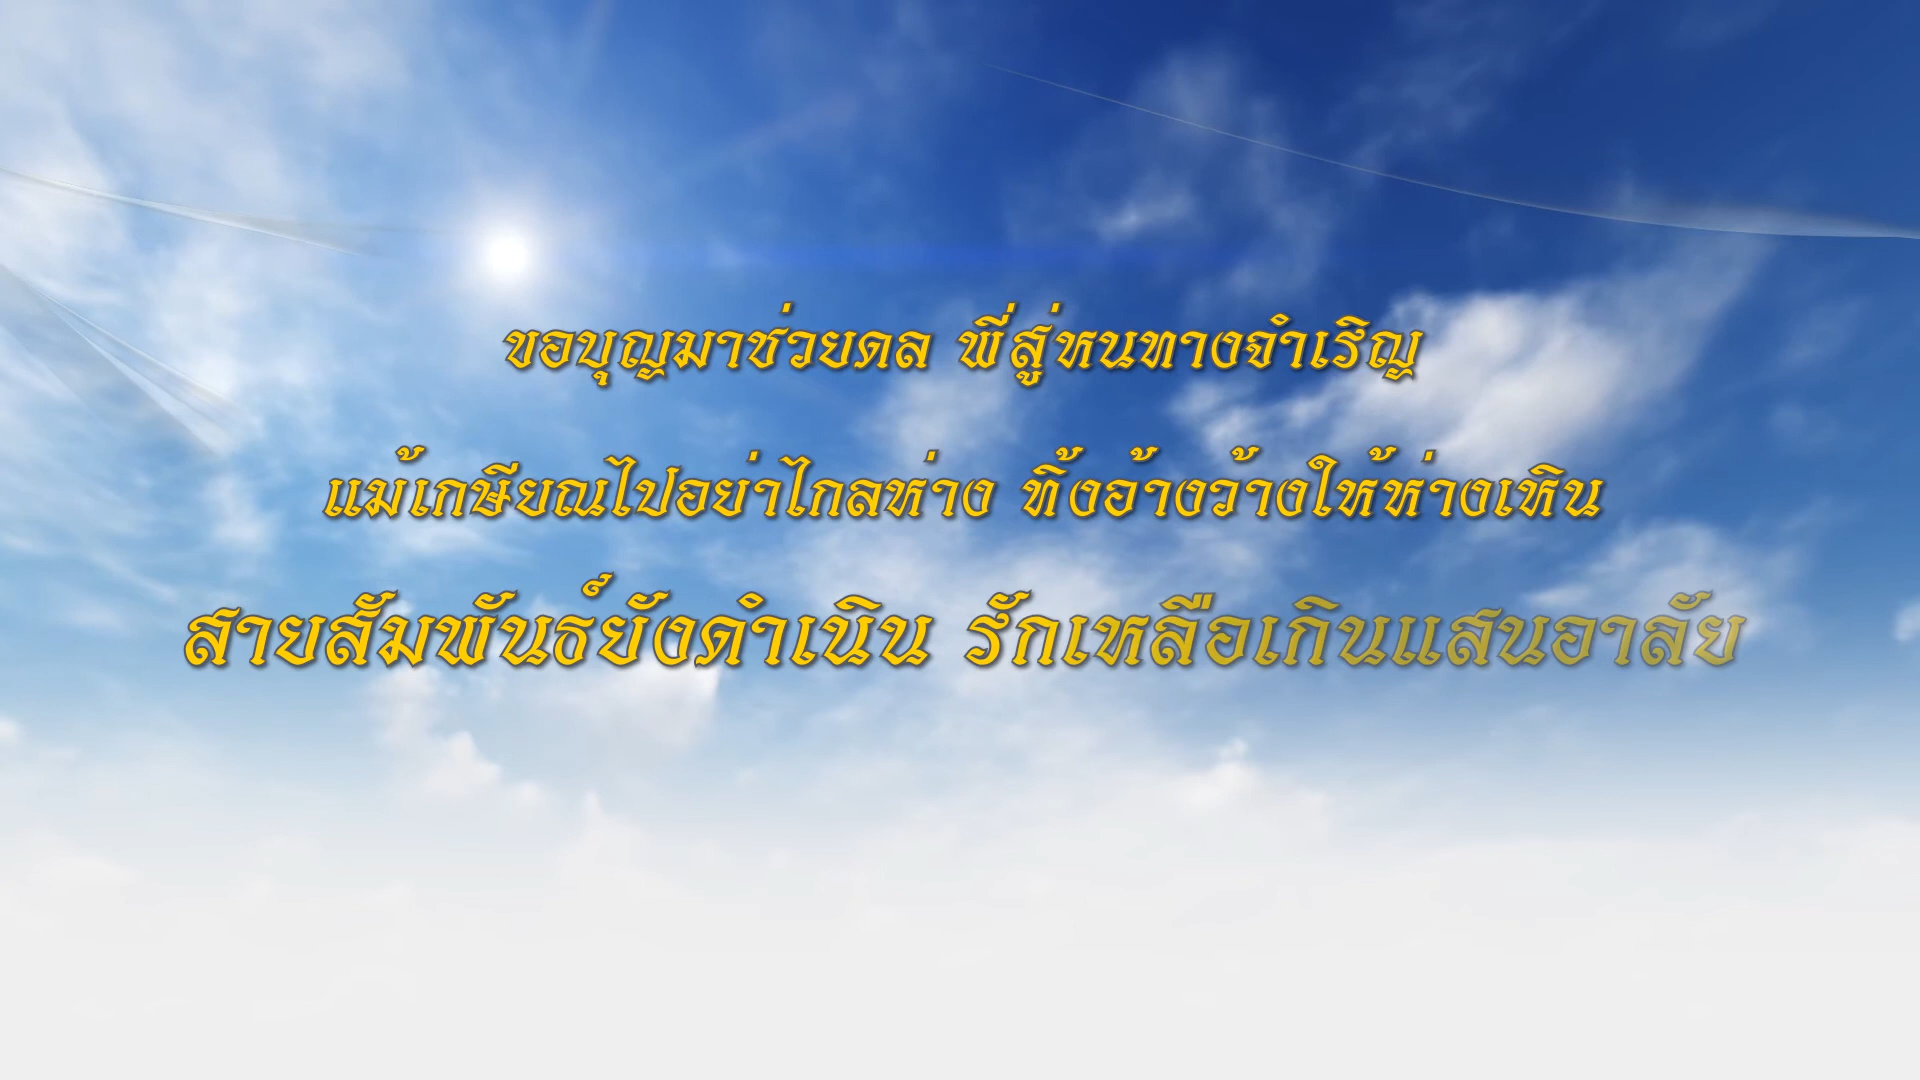 ขอบุญมาช่วยดล พี่สู่หนทางจำเริญ
แม้เกษียณไปอย่าไกลห่าง ทิ้งอ้างว้างให้ห่างเหิน
สายสัมพันธ์ยังดำเนิน รักเหลือเกินแสนอาลัย